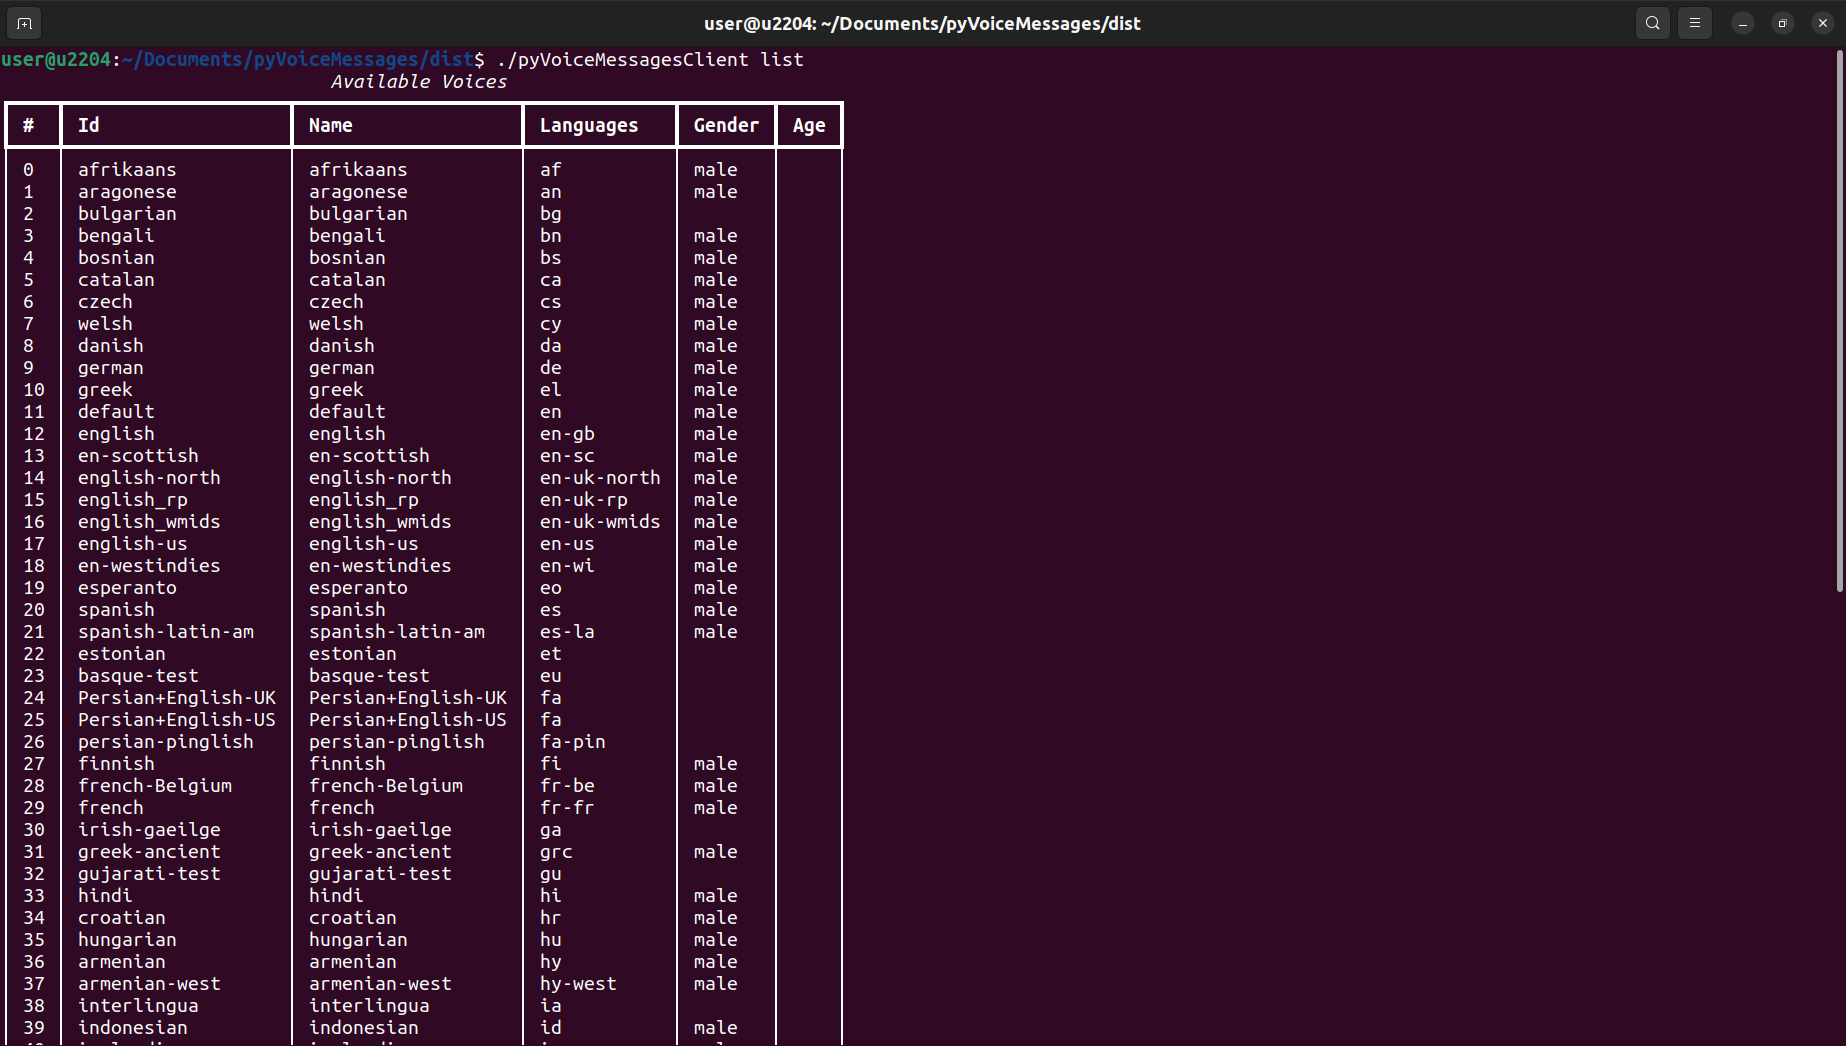 user@u2204: ~/Documents/pyVoiceMessages/dist
user@u2204:~/Documents/pyVoiceMessages/dist$ ./pyVoiceMessagesClient list
Available Voices
# Id Name Languages Gender Age
0 afrikaans afrikaans af male
1 aragonese aragonese an male
2 bulgarian bulgarian bg
3 bengali bengali bn male
4 bosnian bosnian bs male
5 catalan catalan ca male
6 czech czech cs male
7 welsh welsh cy male
8 danish danish da male
9 german german de male
10 greek greek el male
11 default default en male
12 english english en-gb male
13 en-scottish en-scottish en-sc male
14 english-north english-north en-uk-north male
15 english_rp english_rp en-uk-rp male
16 english_wmids english_wmids en-uk-wmids male
17 english-us english-us en-us male
18 en-westindies en-westindies en-wi male
19 esperanto esperanto eo male
20 spanish spanish es male
21 spanish-latin-am spanish-latin-am es-la male
22 estonian estonian et
23 basque-test basque-test eu
24 Persian+English-UK Persian+English-UK fa
25 Persian+English-US Persian+English-US fa
26 persian-pinglish persian-pinglish fa-pin
27 finnish finnish fi male
28 french-Belgium french-Belgium fr-be male
29 french french fr-fr male
30 irish-gaeilge irish-gaeilge ga
31 greek-ancient greek-ancient grc male
32 gujarati-test gujarati-test gu
33 hindi hindi hi male
34 croatian croatian hr male
35 hungarian hungarian hu male
36 armenian armenian hy male
37 armenian-west armenian-west hy-west male
38 interlingua interlingua ia
39 indonesian indonesian id male